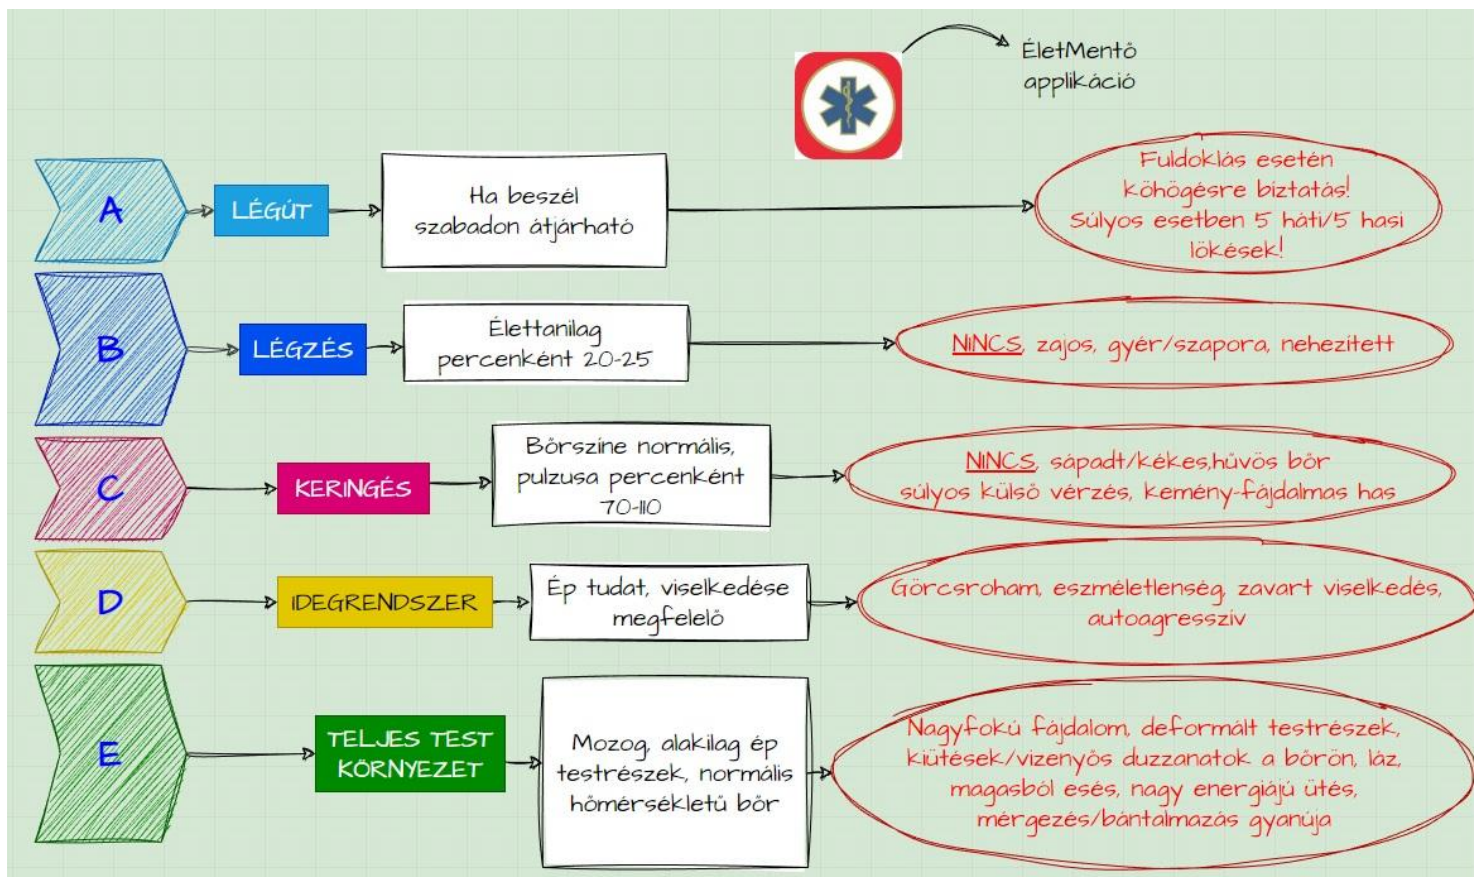 ÉletMentő
applikáció
A
LÉGÚT
Ha beszél
szabadon átjárható
Fuldoklás esetén
köhögésre biztatás!
Súlyos esetben 5 háti/5 hasi
lökések!
B
LÉGZÉS
Élettanilag
percenként 20-25
NINCS, zajos, gyér/szapora, nehezített
C
KERINGÉS
Bőrszíne normális,
pulzusa percenként
70-110
NINCS, sápadt/kékes,hűvös bőr
súlyos külső vérzés, kemény-fájdalmas has
D
IDEGRENDSZER
Ép tudat, viselkedése
megfelelő
Görcsroham, eszméletlenség, zavart viselkedés,
autoagresszív
E
TELJES TEST
KÖRNYEZET
Mozog, alakilag ép
testrészek, normális
hőmérsékletű bőr
Nagyfokú fájdalom, deformált testrészek,
kiütések/vizenyős duzzanatok a bőrön, láz,
magasból esés, nagy energiájú ütés,
mérgezés/bántalmazás gyanúja